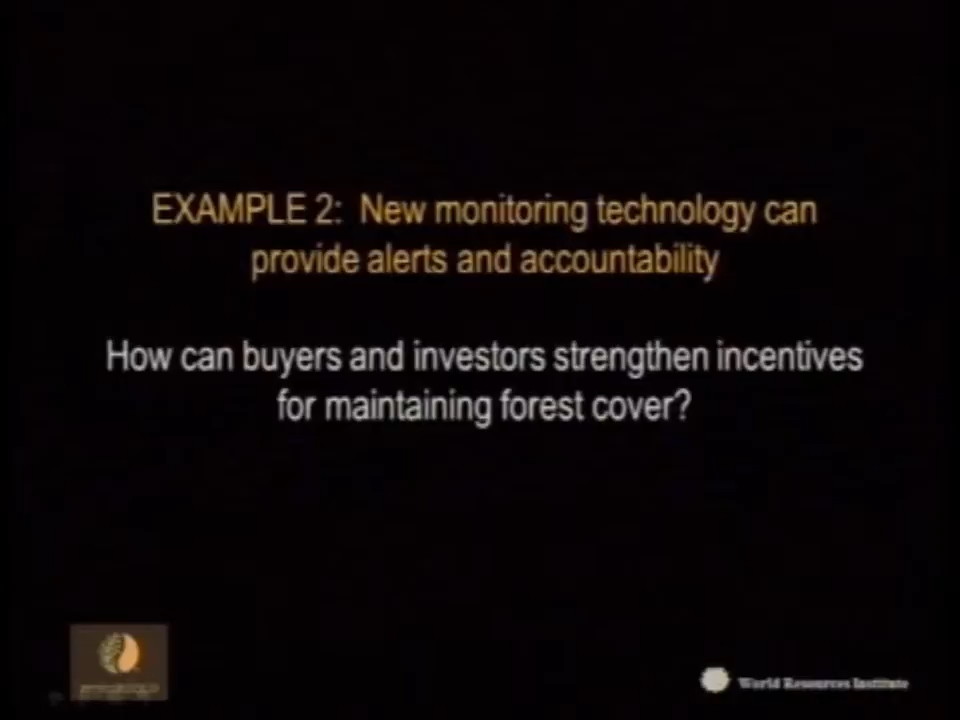 EXAMPLE 2: New monitoring technology can
provide alerts and accountability
How can buyers and investors strengthen incentives
for maintaining forest cover?
World Resources Institute